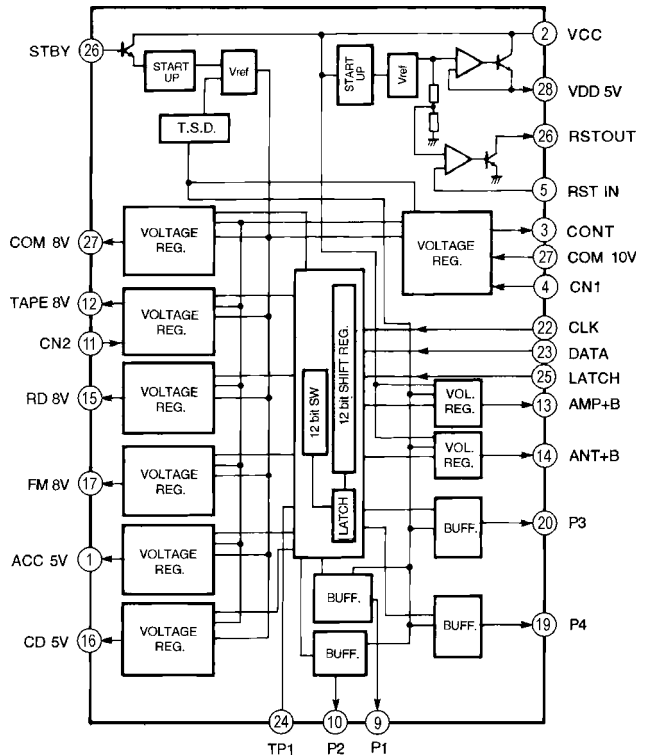 STBY 26
START UP
Vref
T.S.D.
START UP
Vref
2 VCC
28 VDD 5V
26 RSTOUT
5 RST IN
COM 8V 27
VOLTAGE REG.
VOLTAGE REG.
3 CONT
27 COM 10V
4 CN1
TAPE 8V 12
CN2 11
VOLTAGE REG.
12 bit SW
12 bit SHIFT REG.
LATCH
22 CLK
23 DATA
25 LATCH
RD 8V 15
VOLTAGE REG.
VOL. REG.
13 AMP+B
VOL. REG.
14 ANT+B
FM 8V 17
VOLTAGE REG.
BUFF.
20 P3
ACC 5V 1
VOLTAGE REG.
BUFF.
CD 5V 16
VOLTAGE REG.
BUFF.
BUFF.
19 P4
24 10 9
TP1 P2 P1